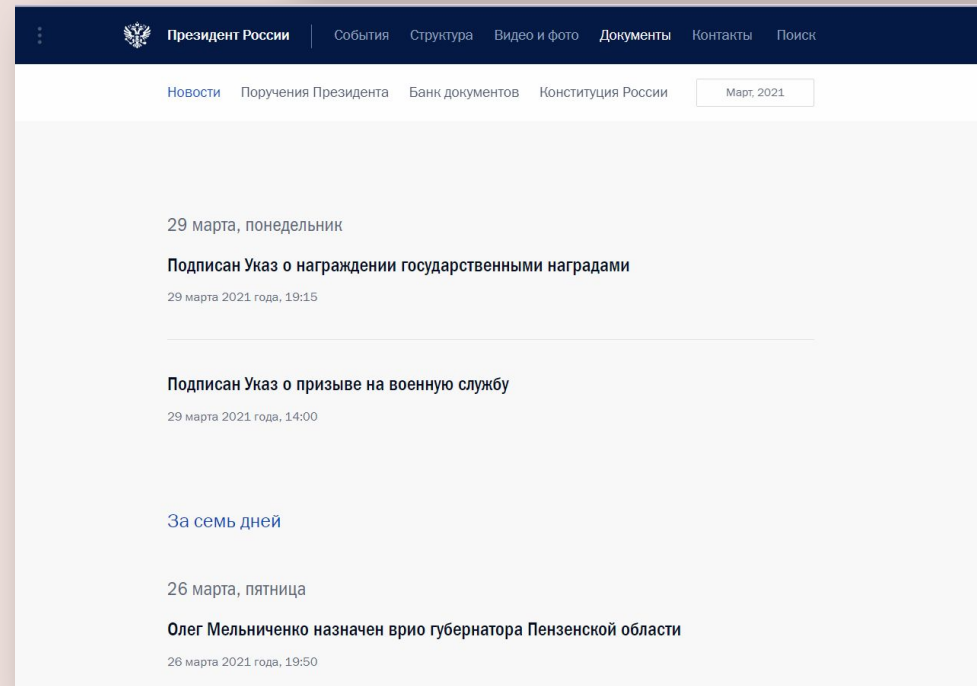 Президент России События Структура Видео и фото Документы Контакты Поиск
Новости Поручения Президента Банк документов Конституция России Март, 2021
29 марта, понедельник
Подписан Указ о награждении государственными наградами
29 марта 2021 года, 19:15
Подписан Указ о призыве на военную службу
29 марта 2021 года, 14:00
За семь дней
26 марта, пятница
Олег Мельниченко назначен врио губернатора Пензенской области
26 марта 2021 года, 19:50